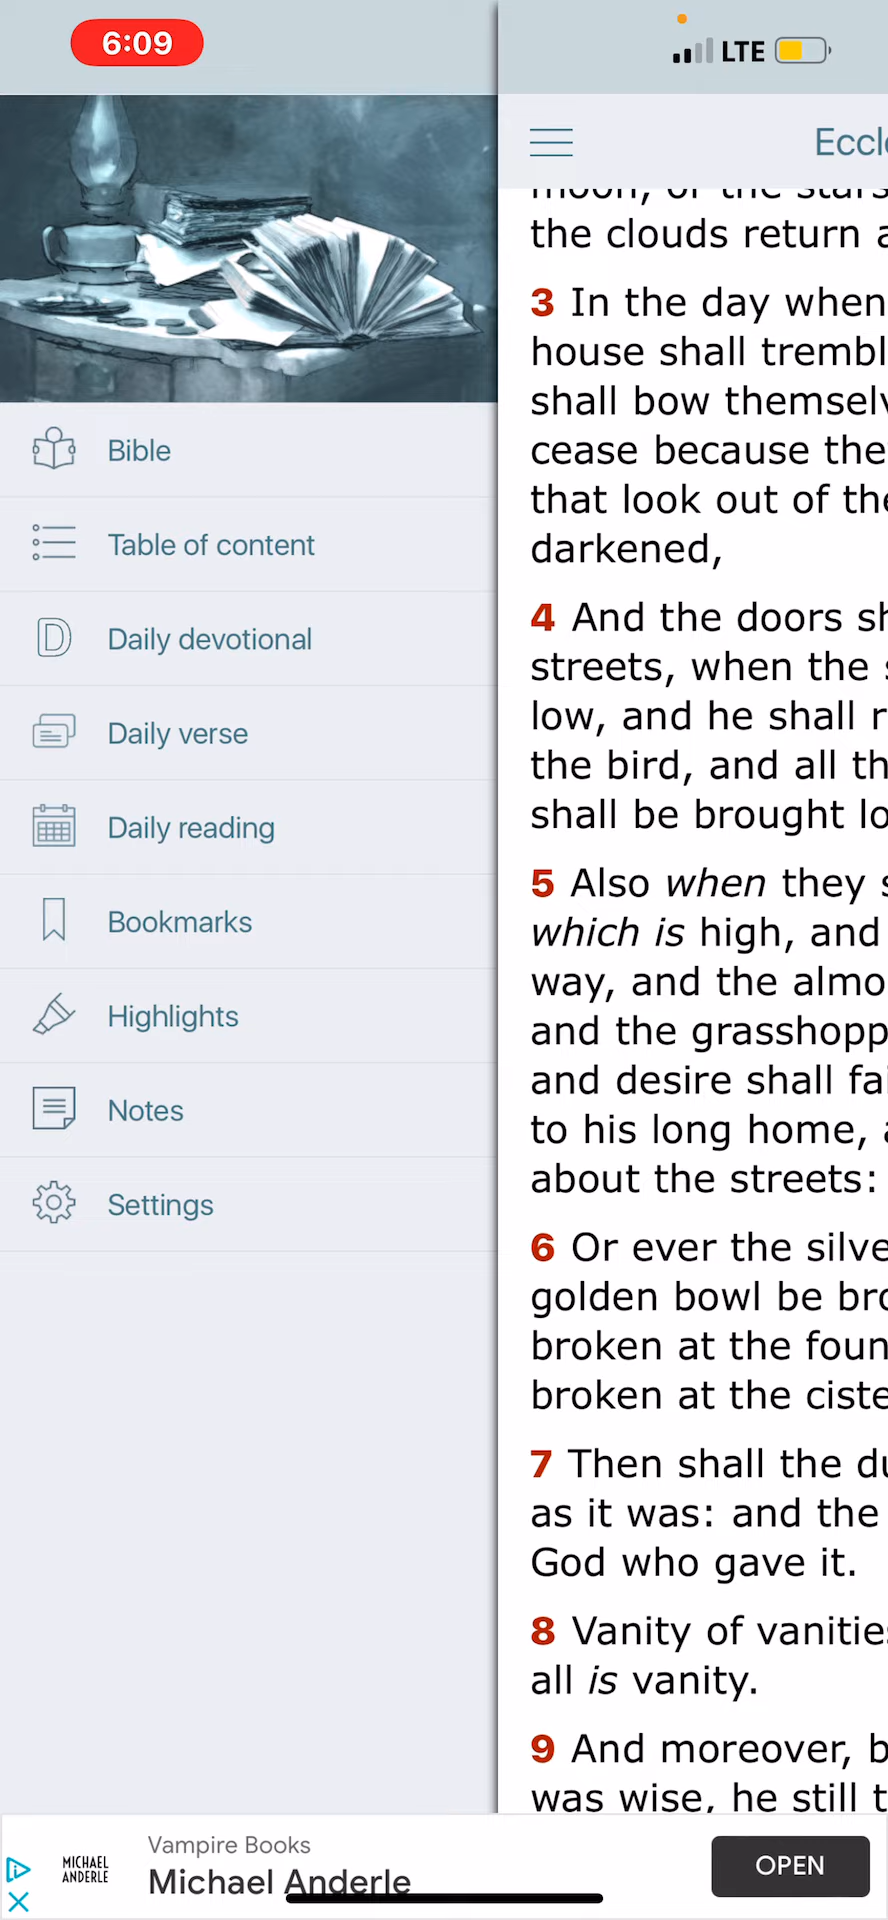 6:09
LTE
Bible
Table of content
Daily devotional
Daily verse
Daily reading
Bookmarks
Highlights
Notes
Settings
Eccl
moon, or the stars
the clouds return a
3 In the day when
house shall trembl
shall bow themselv
cease because the
that look out of the
darkened,
4 And the doors sh
streets, when the s
low, and he shall r
the bird, and all th
shall be brought lo
5 Also when they s
which is high, and
way, and the almo
and the grasshopp
and desire shall fai
to his long home, a
about the streets:
6 Or ever the silve
golden bowl be bro
broken at the foun
broken at the ciste
7 Then shall the du
as it was: and the
God who gave it.
8 Vanity of vanities
all is vanity.
9 And moreover, b
was wise, he still t
MICHAEL
ANDERLE
Vampire Books
Michael Anderle
OPEN